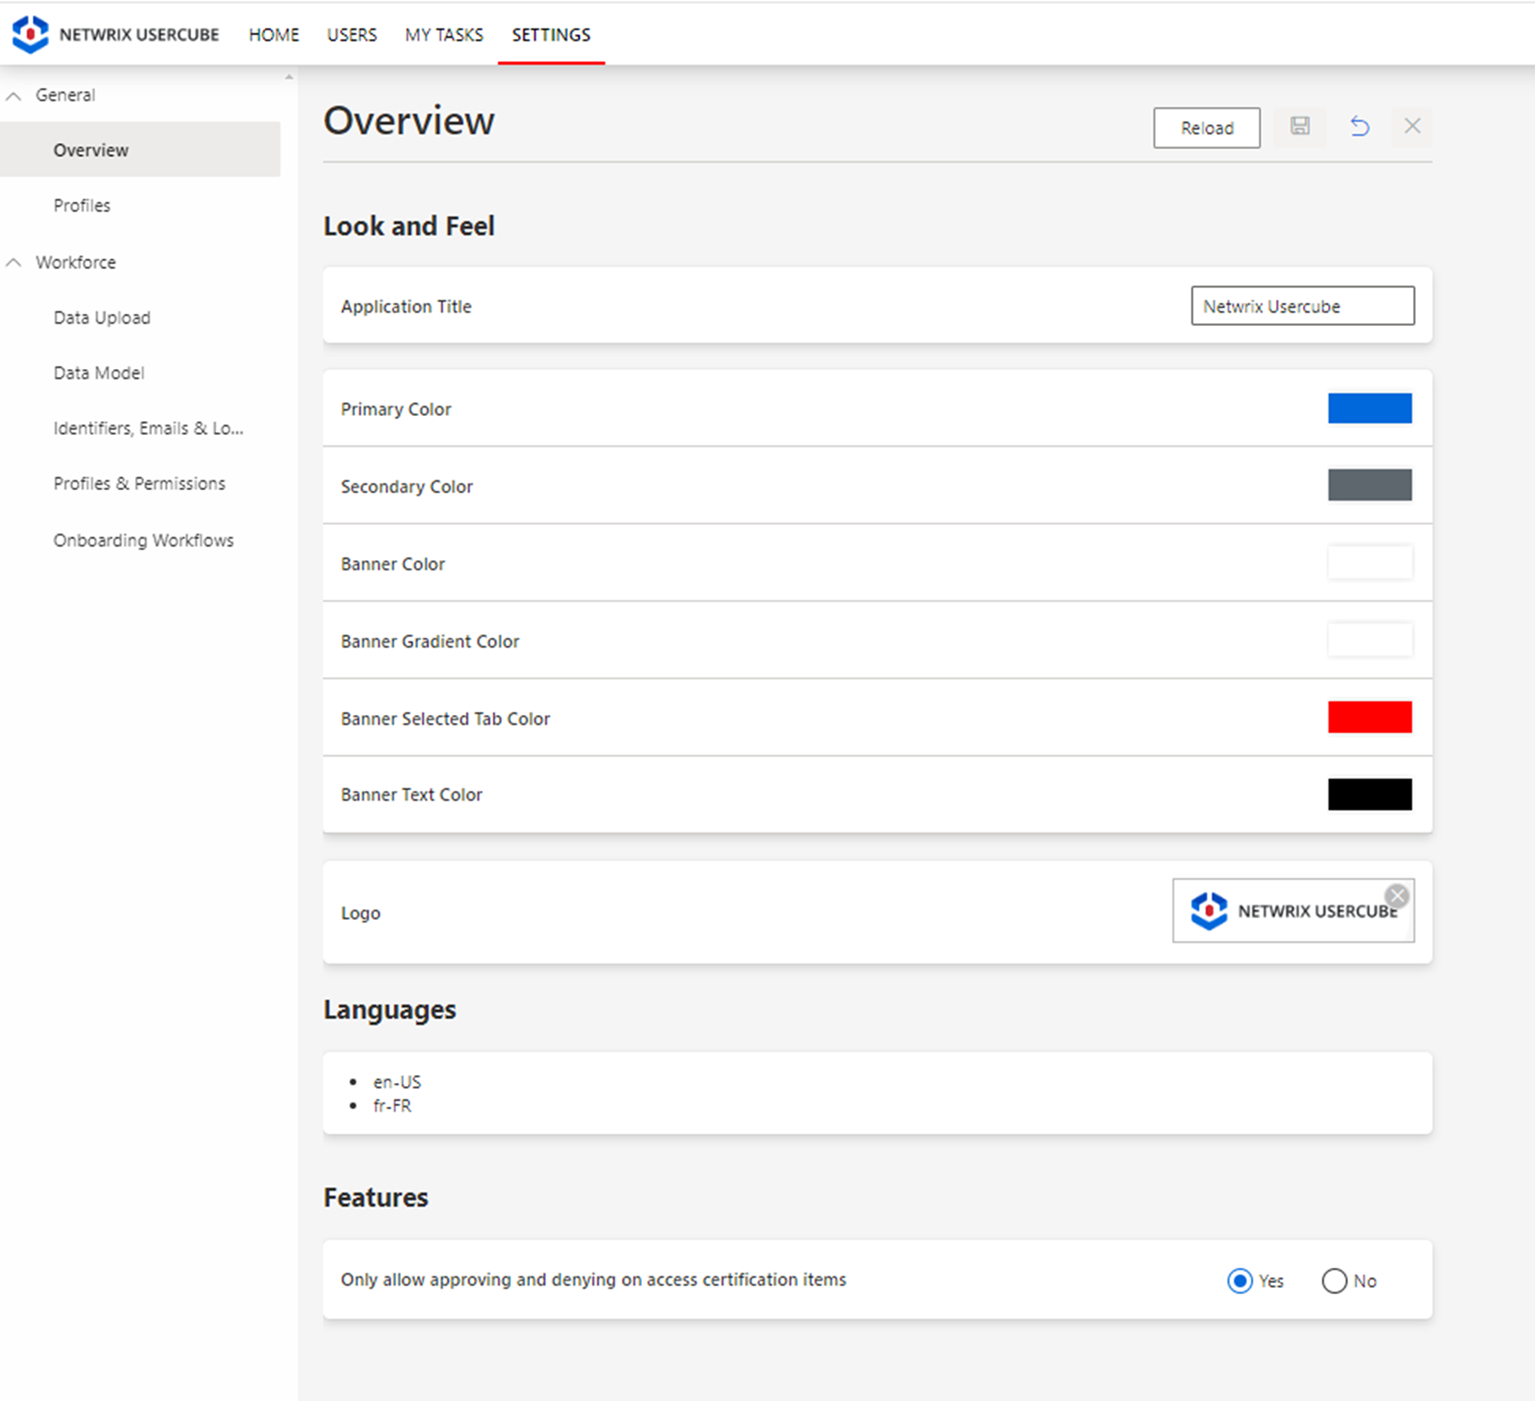 NETWRIX USERCUBE HOME USERS MY TASKS SETTINGS
General
Overview
Profiles
Workforce
Data Upload
Data Model
Identifiers, Emails & Lo...
Profiles & Permissions
Onboarding Workflows
Overview
Reload
Look and Feel
Application Title Netwrix Usercube
Primary Color
Secondary Color
Banner Color
Banner Gradient Color
Banner Selected Tab Color
Banner Text Color
Logo NETWRIX USERCUBE
Languages
• en-US
• fr-FR
Features
Only allow approving and denying on access certification items Yes No